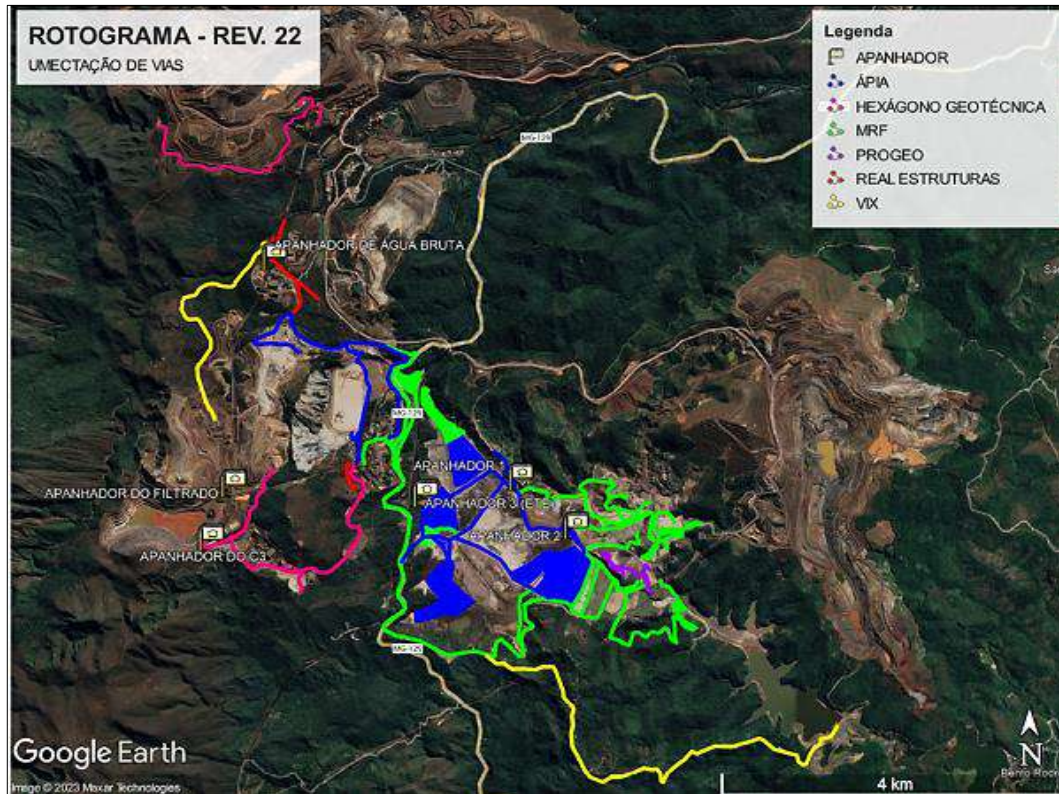 ROTOGRAMA - REV. 22
UMECTAÇÃO DE VIAS
Legenda
APANHADOR
ÁPIA
HEXÁGONO GEOTÉCNICA
MRF
PROGEO
REAL ESTRUTURAS
VIX
MG-129
APANHADOR DE ÁGUA BRUTA
MG-129
APANHADOR 1
APANHADOR DO FILTRADO
APANHADOR 3 (ETE)
APANHADOR 2
APANHADOR DO C3
MG-129
Google Earth
Image © 2023 Maxar Technologies
4 km
N